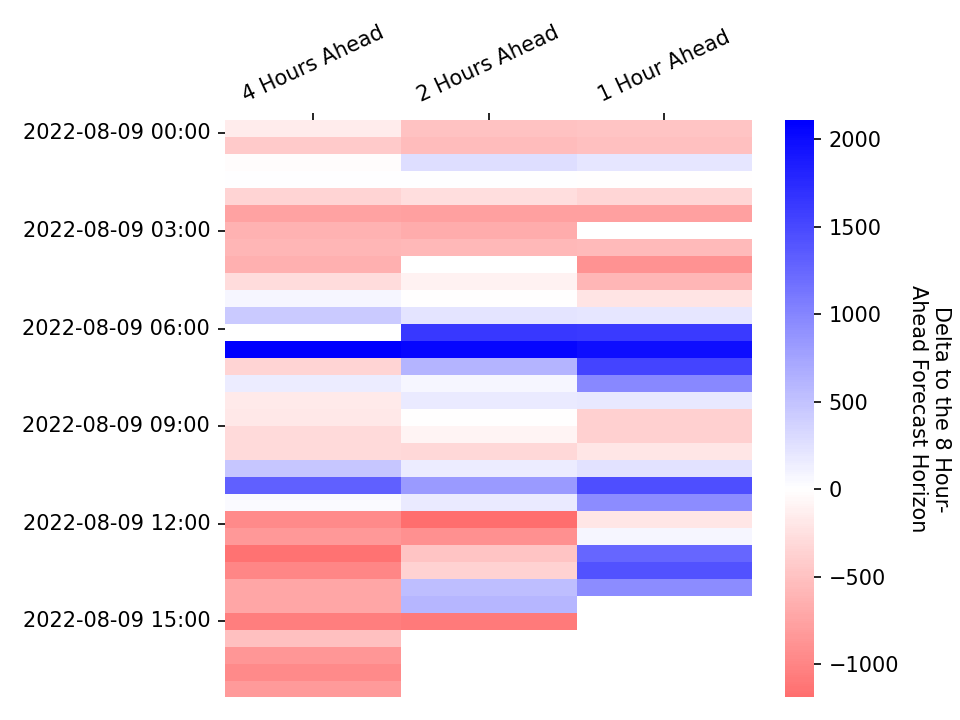 4 Hours Ahead
2 Hours Ahead
1 Hour Ahead
2022-08-09 00:00
2022-08-09 03:00
2022-08-09 06:00
2022-08-09 09:00
2022-08-09 12:00
2022-08-09 15:00
2000
1500
1000
500
0
−500
−1000
Delta to the 8 Hour-
Ahead Forecast Horizon